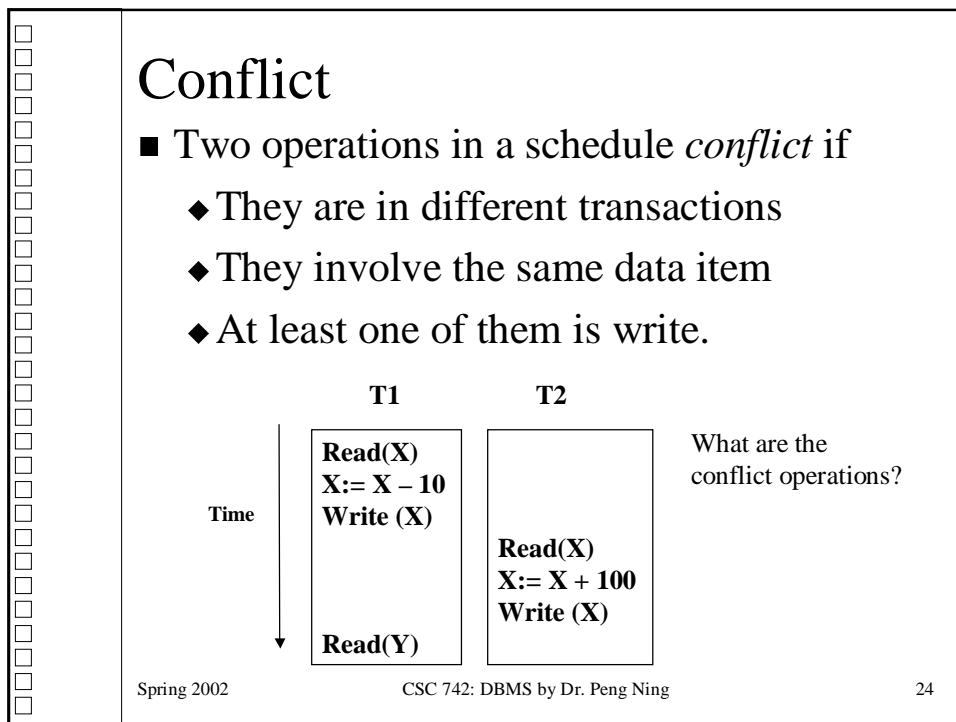 Conflict
■ Two operations in a schedule conflict if
◆ They are in different transactions
◆ They involve the same data item
◆ At least one of them is write.
T1 T2
Time
Read(X)
X:= X – 10
Write (X)
Read(Y)
Read(X)
X:= X + 100
Write (X)
What are the
conflict operations?
Spring 2002 CSC 742: DBMS by Dr. Peng Ning 24